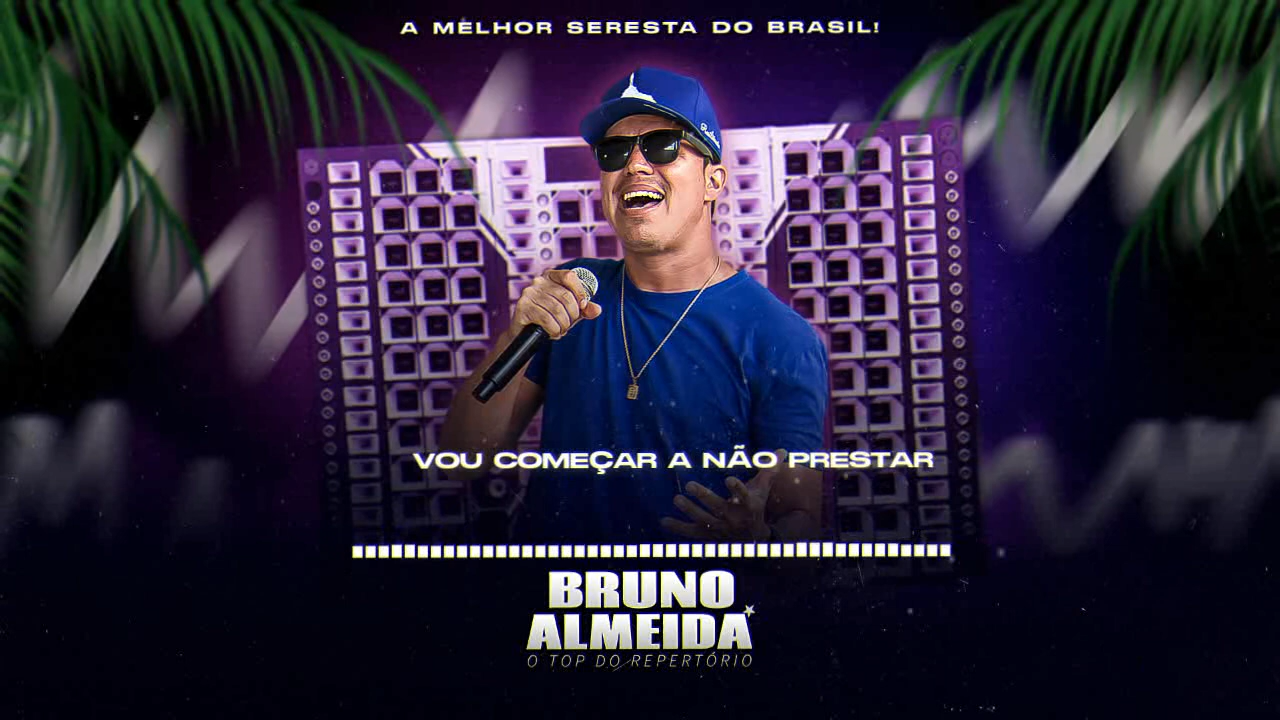 A MELHOR SERESTA DO BRASIL!
VOU COMEÇAR A NÃO PRESTAR
BRUNO
ALMEIDA
O TOP DO REPERTÓRIO